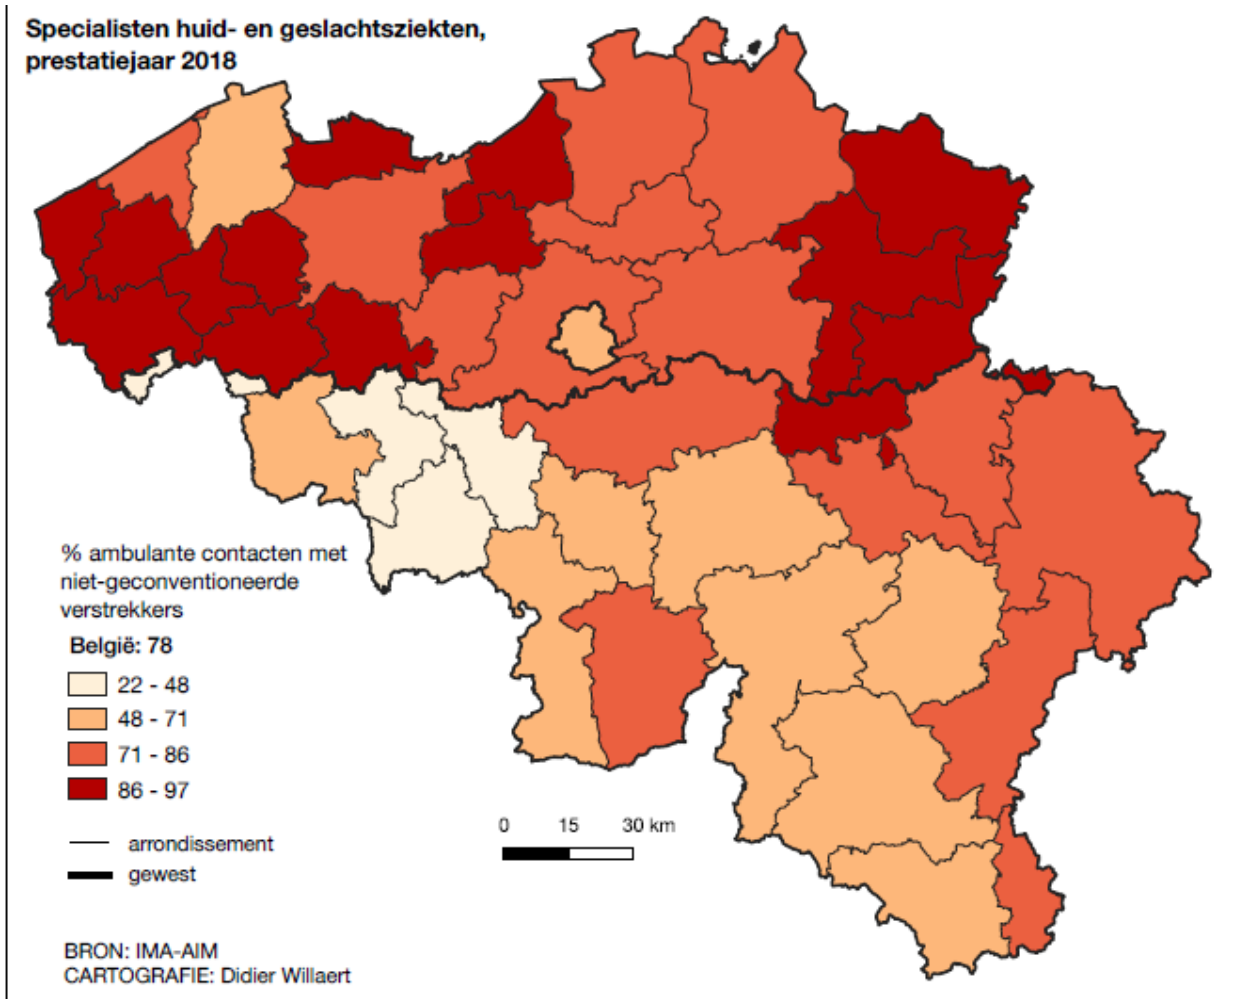 Specialisten huid- en geslachtsziekten,
prestatiejaar 2018
% ambulante contacten met
niet-geconventioneerde
verstrekkers
België: 78
22 - 48
48 - 71
71 - 86
86 - 97
arrondissement
gewest
0 15 30 km
BRON: IMA-AIM
CARTOGRAFIE: Didier Willaert